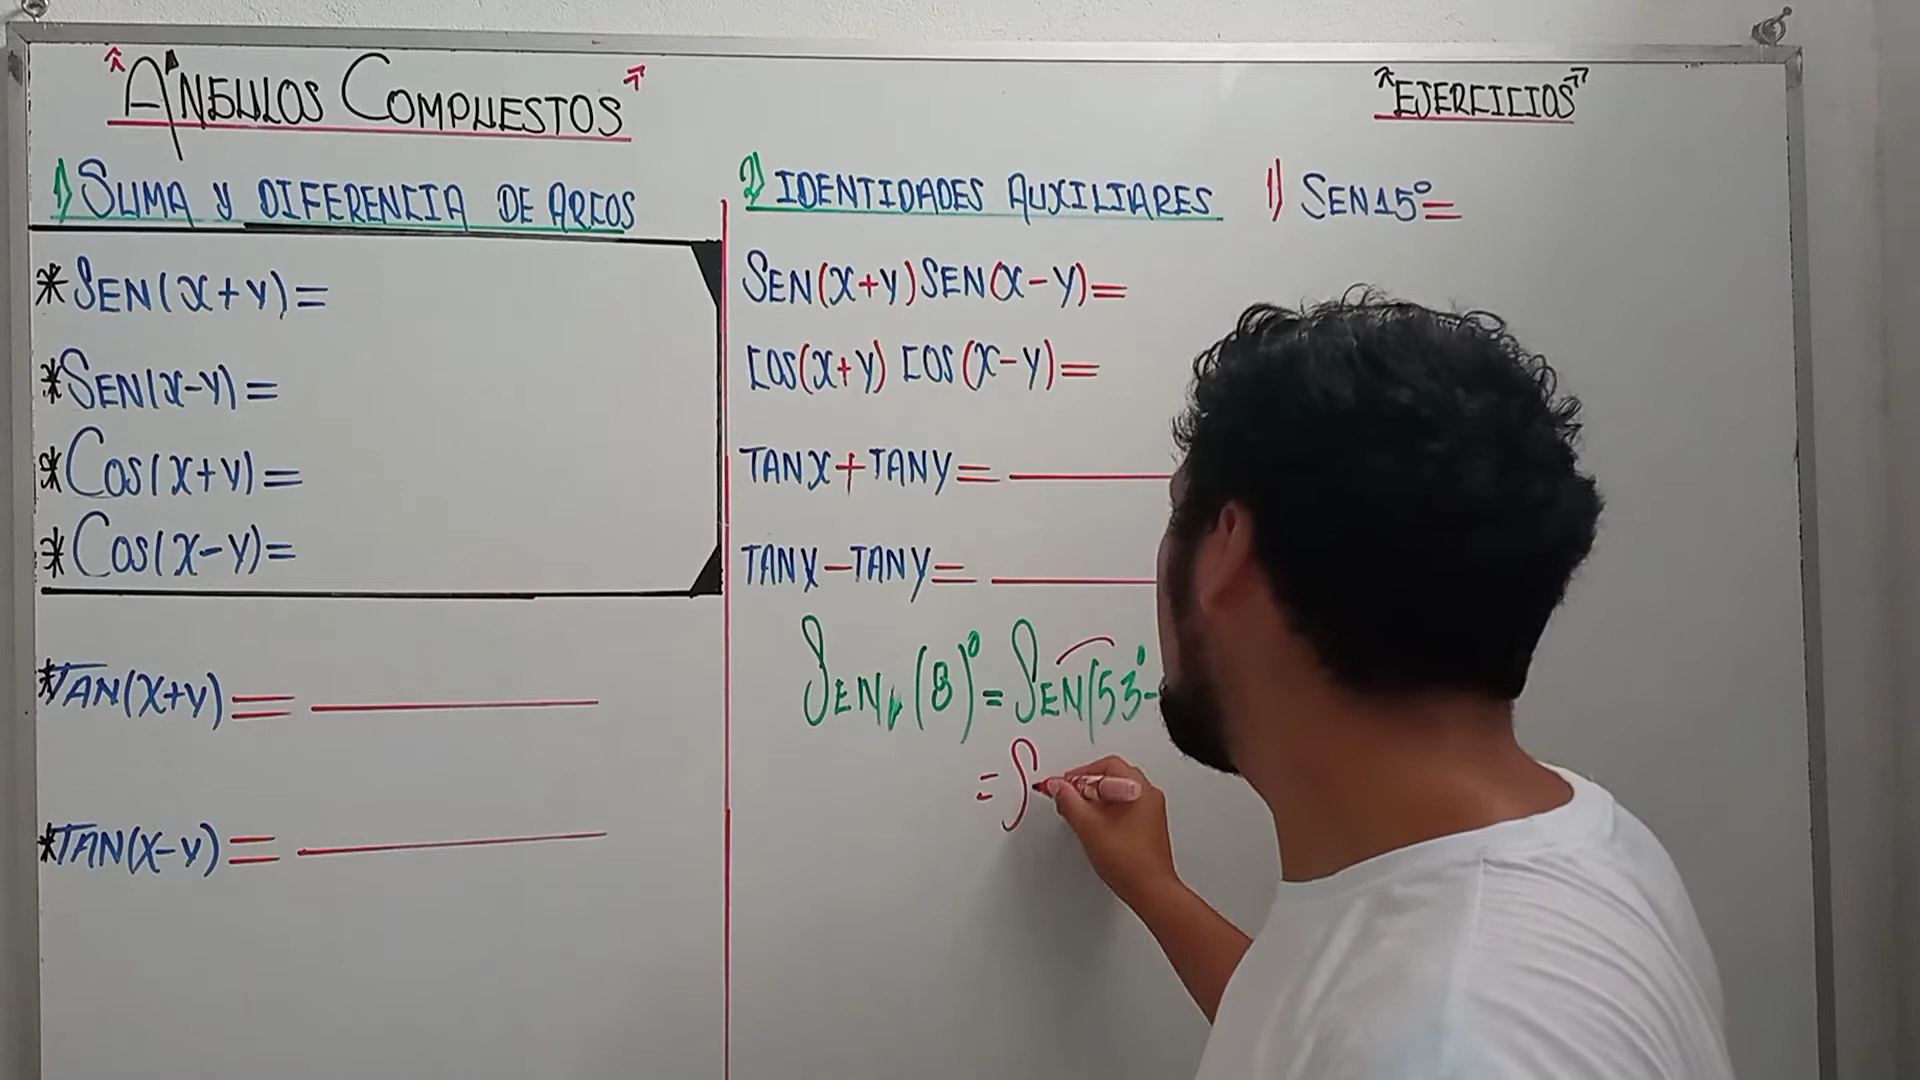 ÁNGULOS COMPUESTOS
1) SUMA Y DIFERENCIA DE ARCOS
*SEN(X+Y)=
*SEN(X-Y)=
*COS(X+Y)=
*COS(X-Y)=
*TAN(X+Y)=
*TAN(X-Y)=
2) IDENTIDADES AUXILIARES
SEN(X+Y)SEN(X-Y)=
COS(X+Y) COS(X-Y)=
TANX+TANY=
TANX-TANY=
SEN(8)°=SEN(53°-
=S
"EJERCICIOS"
1) SEN15°=